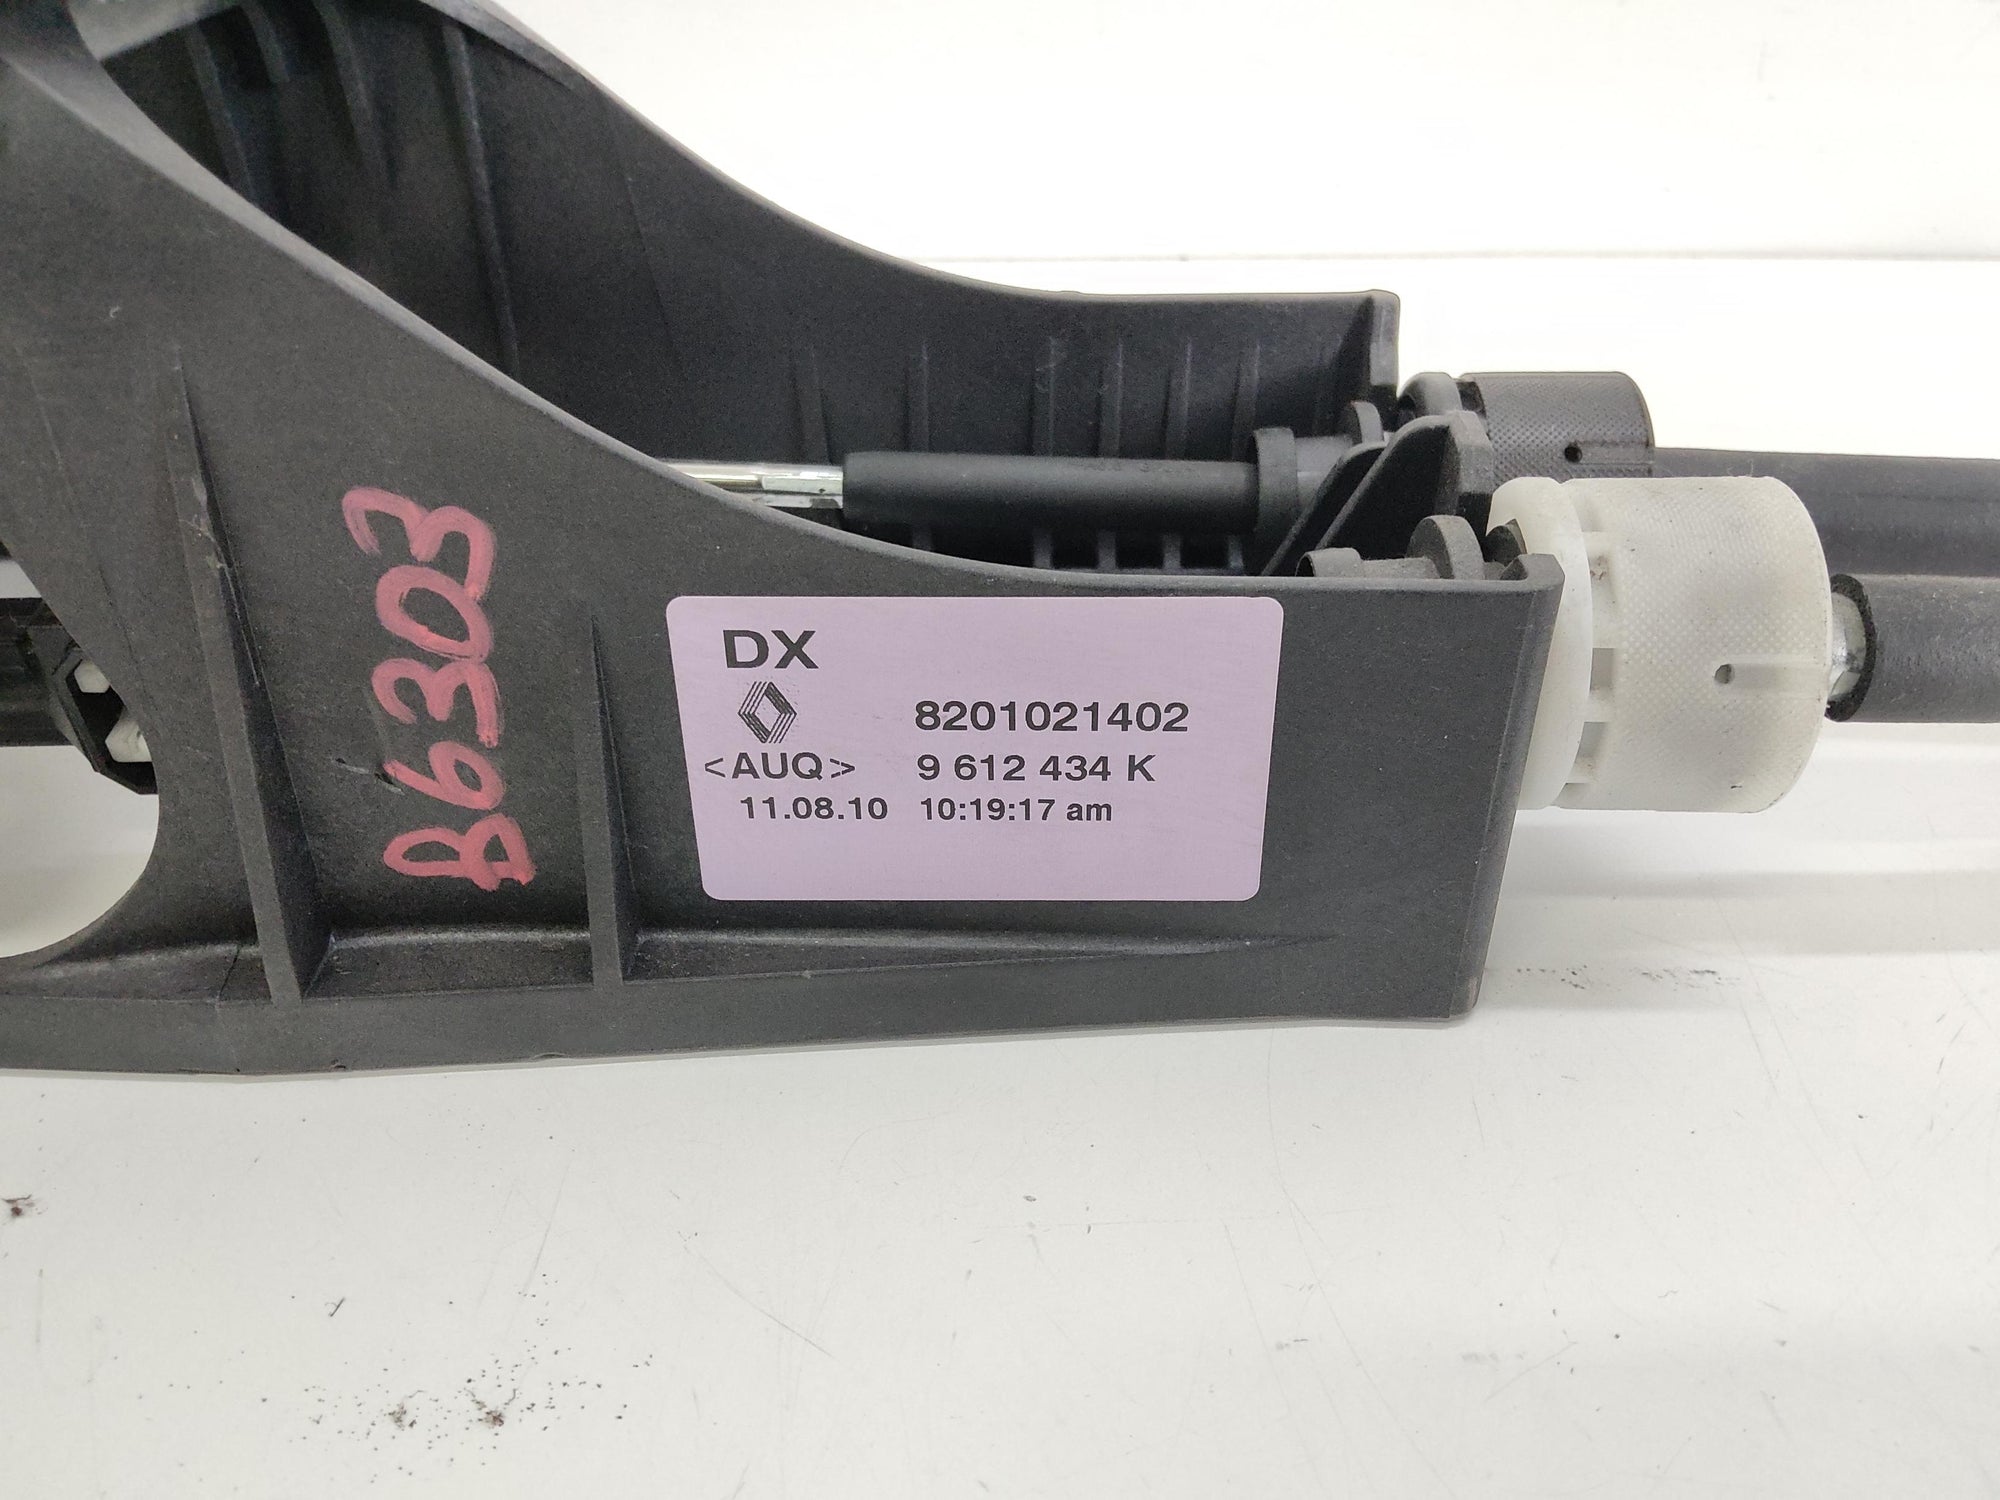 DX
8201021402
<AUQ> 9 612 434 K
11.08.10 10:19:17 am
B6303